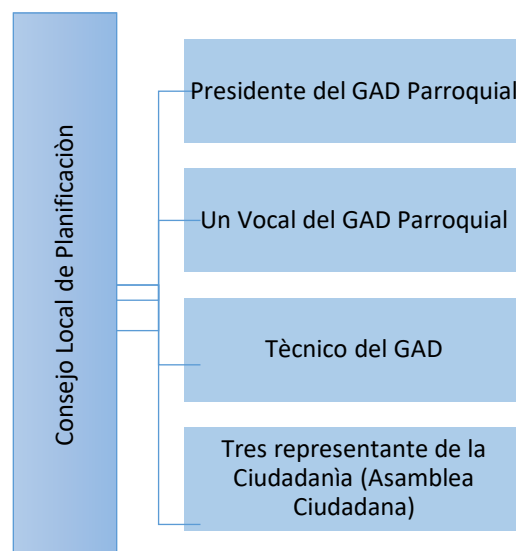 Consejo Local de Planificaciòn
Presidente del GAD Parroquial
Un Vocal del GAD Parroquial
Tècnico del GAD
Tres representante de la
Ciudadanìa (Asamblea
Ciudadana)